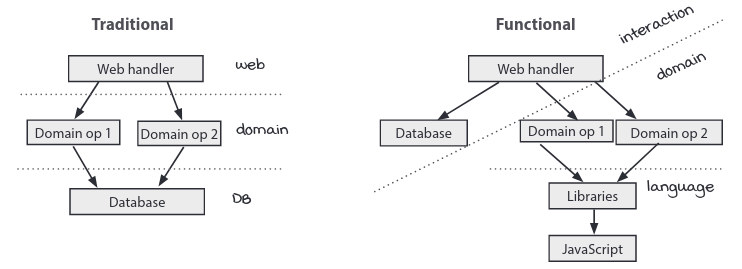 Traditional
Web handler
web
Domain op 1
Domain op 2
domain
Database
DB
Functional
interaction
Web handler
domain
Database
Domain op 1
Domain op 2
Libraries
language
JavaScript